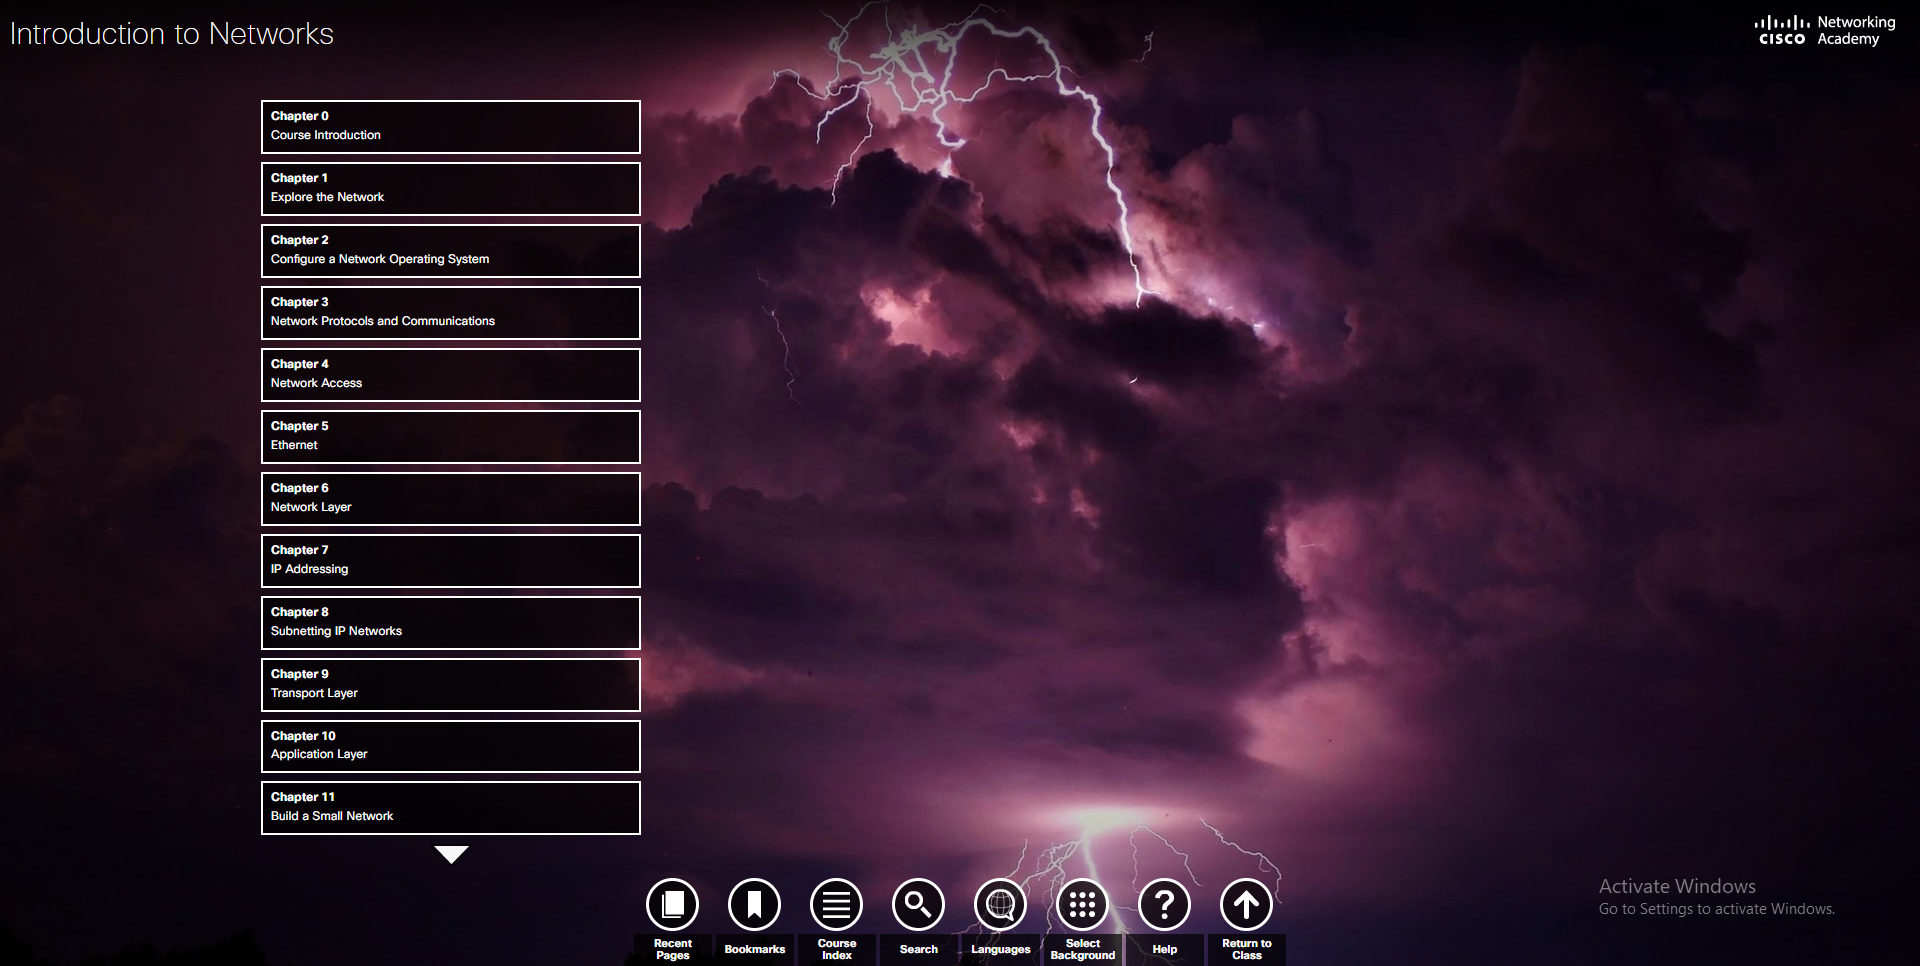 Introduction to Networks
CISCO
Networking
Academy
Chapter 0
Course Introduction
Chapter 1
Explore the Network
Chapter 2
Configure a Network Operating System
Chapter 3
Network Protocols and Communications
Chapter 4
Network Access
Chapter 5
Ethernet
Chapter 6
Network Layer
Chapter 7
IP Addressing
Chapter 8
Subnetting IP Networks
Chapter 9
Transport Layer
Chapter 10
Application Layer
Chapter 11
Build a Small Network
Activate Windows
Go to Settings to activate Windows.
?
Recent
Pages
Bookmarks
Course
Index
Search
Languages
Select
Background
Help
Return to
Class